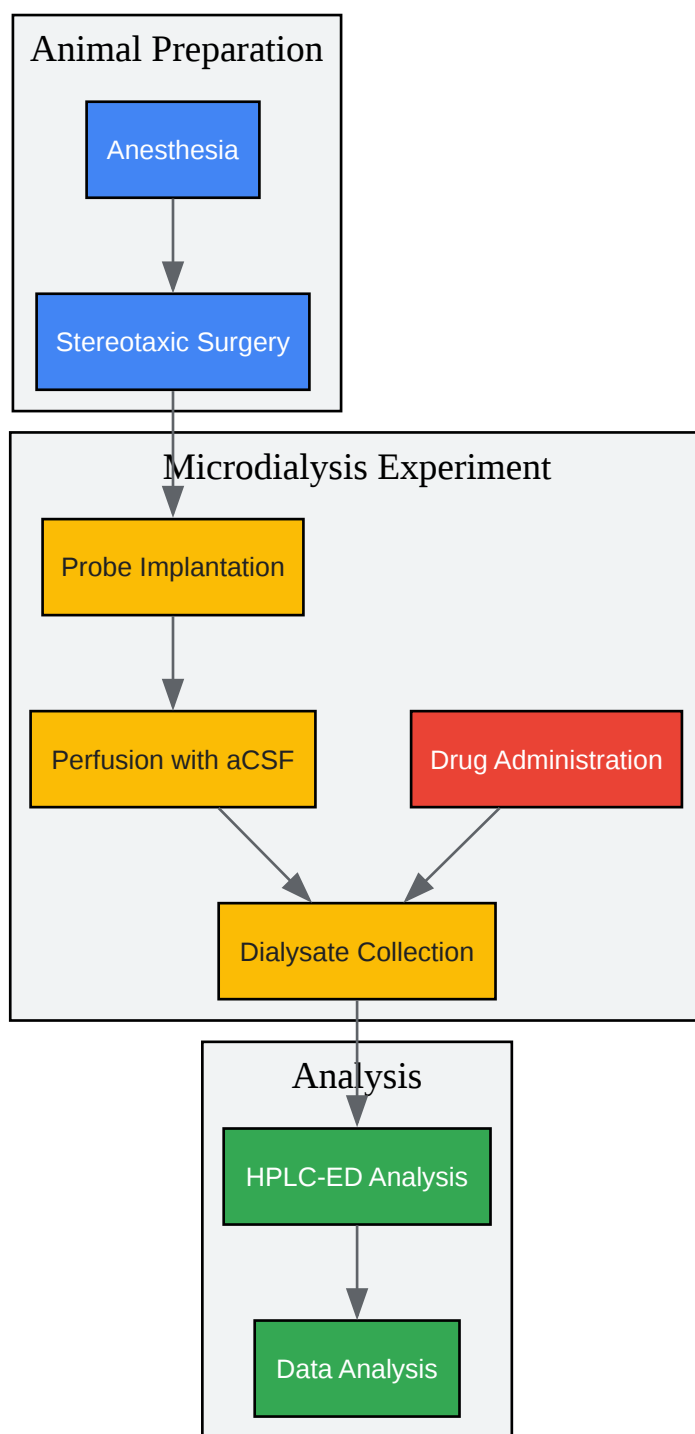 Animal Preparation
Anesthesia
Stereotaxic Surgery
Microdialysis Experiment
Probe Implantation
Perfusion with aCSF
Drug Administration
Dialysate Collection
Analysis
HPLC-ED Analysis
Data Analysis